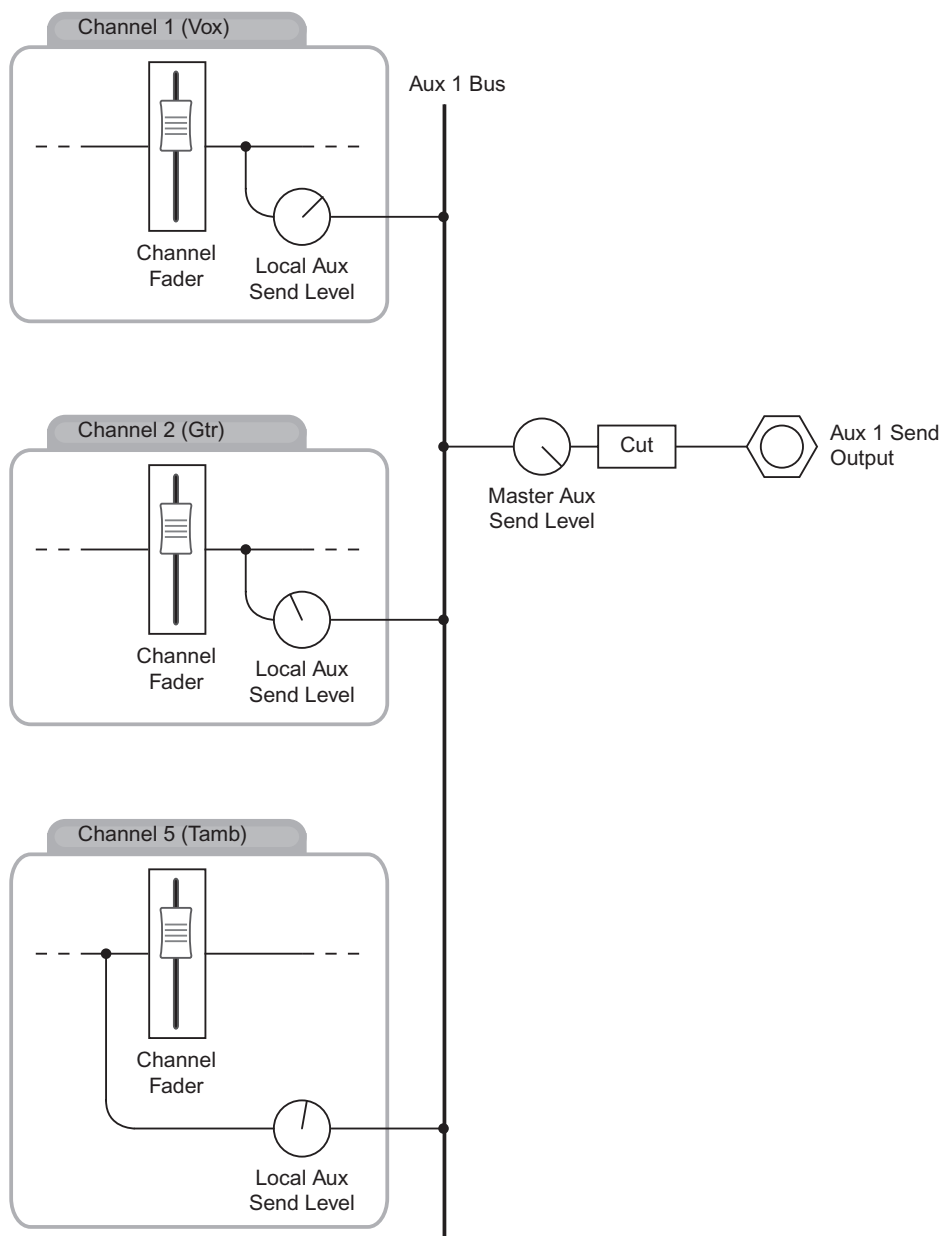 Channel 1 (Vox)
Aux 1 Bus
Channel
Fader
Local Aux
Send Level
Channel 2 (Gtr)
Cut
Aux 1 Send
Output
Master Aux
Send Level
Channel
Fader
Local Aux
Send Level
Channel 5 (Tamb)
Channel
Fader
Local Aux
Send Level